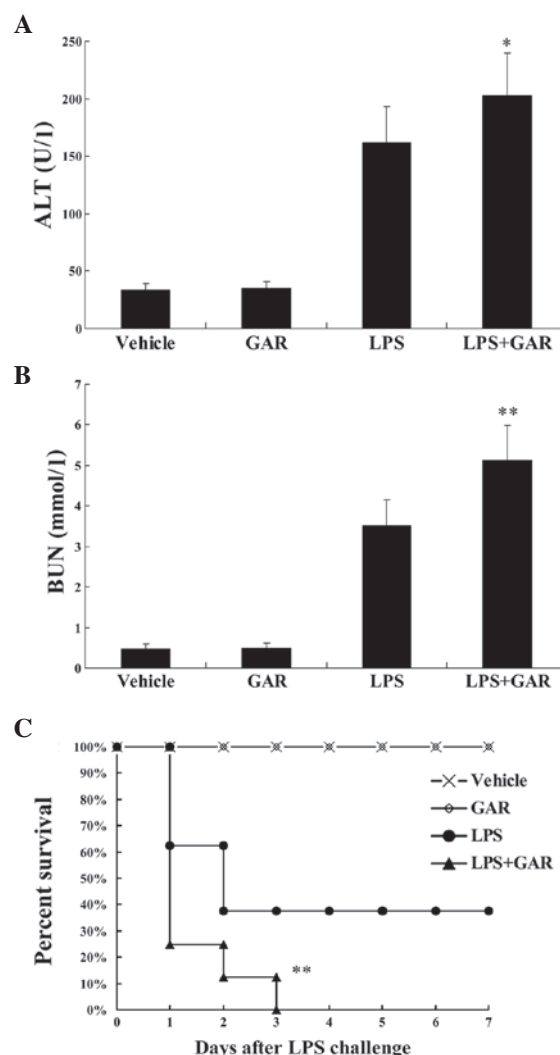 A
250
*
200
150
100
50
0
ALT (U/l)
Vehicle GAR LPS LPS+GAR
B
7
**
6
5
4
3
2
1
0
BUN (mmol/l)
Vehicle GAR LPS LPS+GAR
C
100%
90%
80%
70%
60%
50%
40%
30%
20%
10%
0%
Percent survival
Vehicle
GAR
LPS
LPS+GAR
**
0 1 2 3 4 5 6 7
Days after LPS challenge